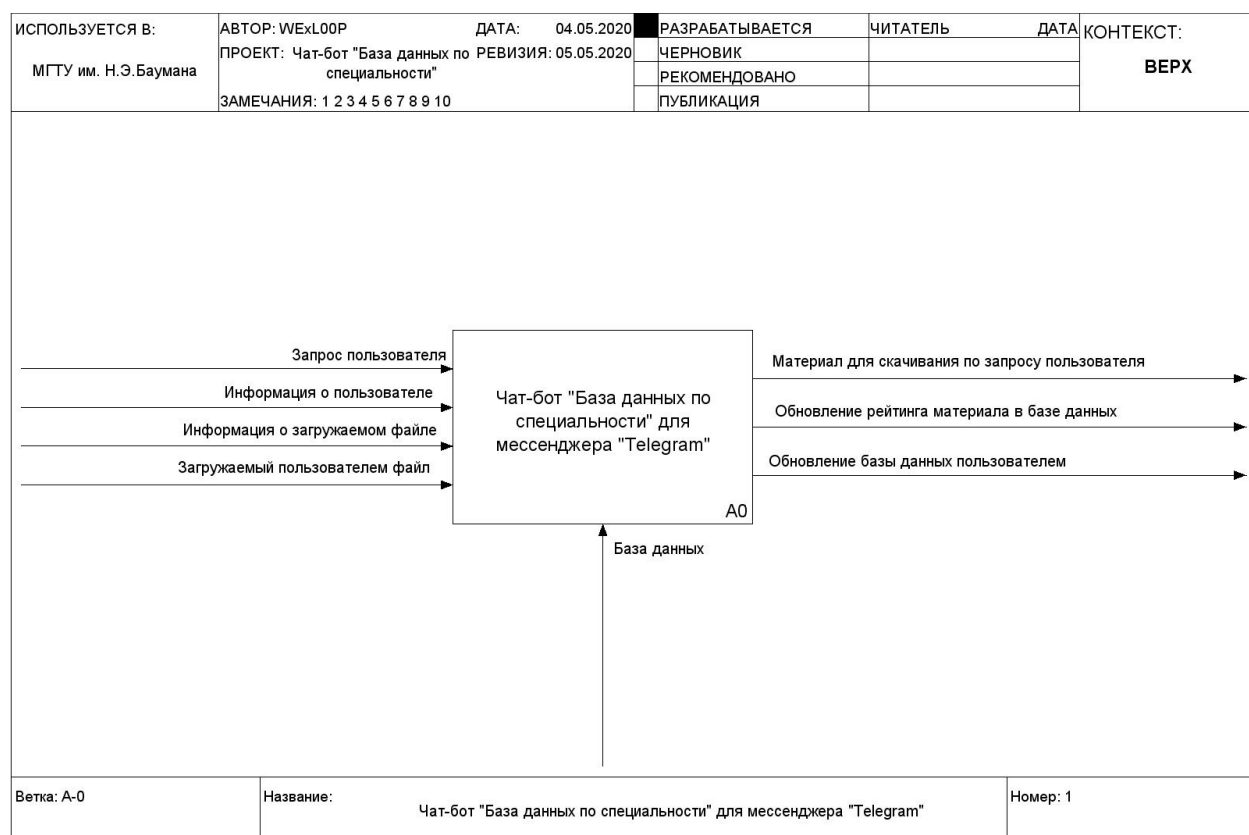 ИСПОЛЬЗУЕТСЯ В:
МГТУ им. Н.Э.Баумана
АВТОР: WExL00P
ДАТА: 04.05.2020
ПРОЕКТ: Чат-бот "База данных по
специальности"
РЕВИЗИЯ: 05.05.2020
ЗАМЕЧАНИЯ: 1 2 3 4 5 6 7 8 9 10
РАЗРАБАТЫВАЕТСЯ
ЧЕРНОВИК
РЕКОМЕНДОВАНО
ПУБЛИКАЦИЯ
ЧИТАТЕЛЬ
ДАТА
КОНТЕКСТ:
ВЕРХ
Запрос пользователя
Информация о пользователе
Информация о загружаемом файле
Загружаемый пользователем файл
Чат-бот "База данных по
специальности" для
мессенджера "Telegram"
A0
Материал для скачивания по запросу пользователя
Обновление рейтинга материала в базе данных
Обновление базы данных пользователем
База данных
Ветка: A-0
Название:
Чат-бот "База данных по специальности" для мессенджера "Telegram"
Номер: 1